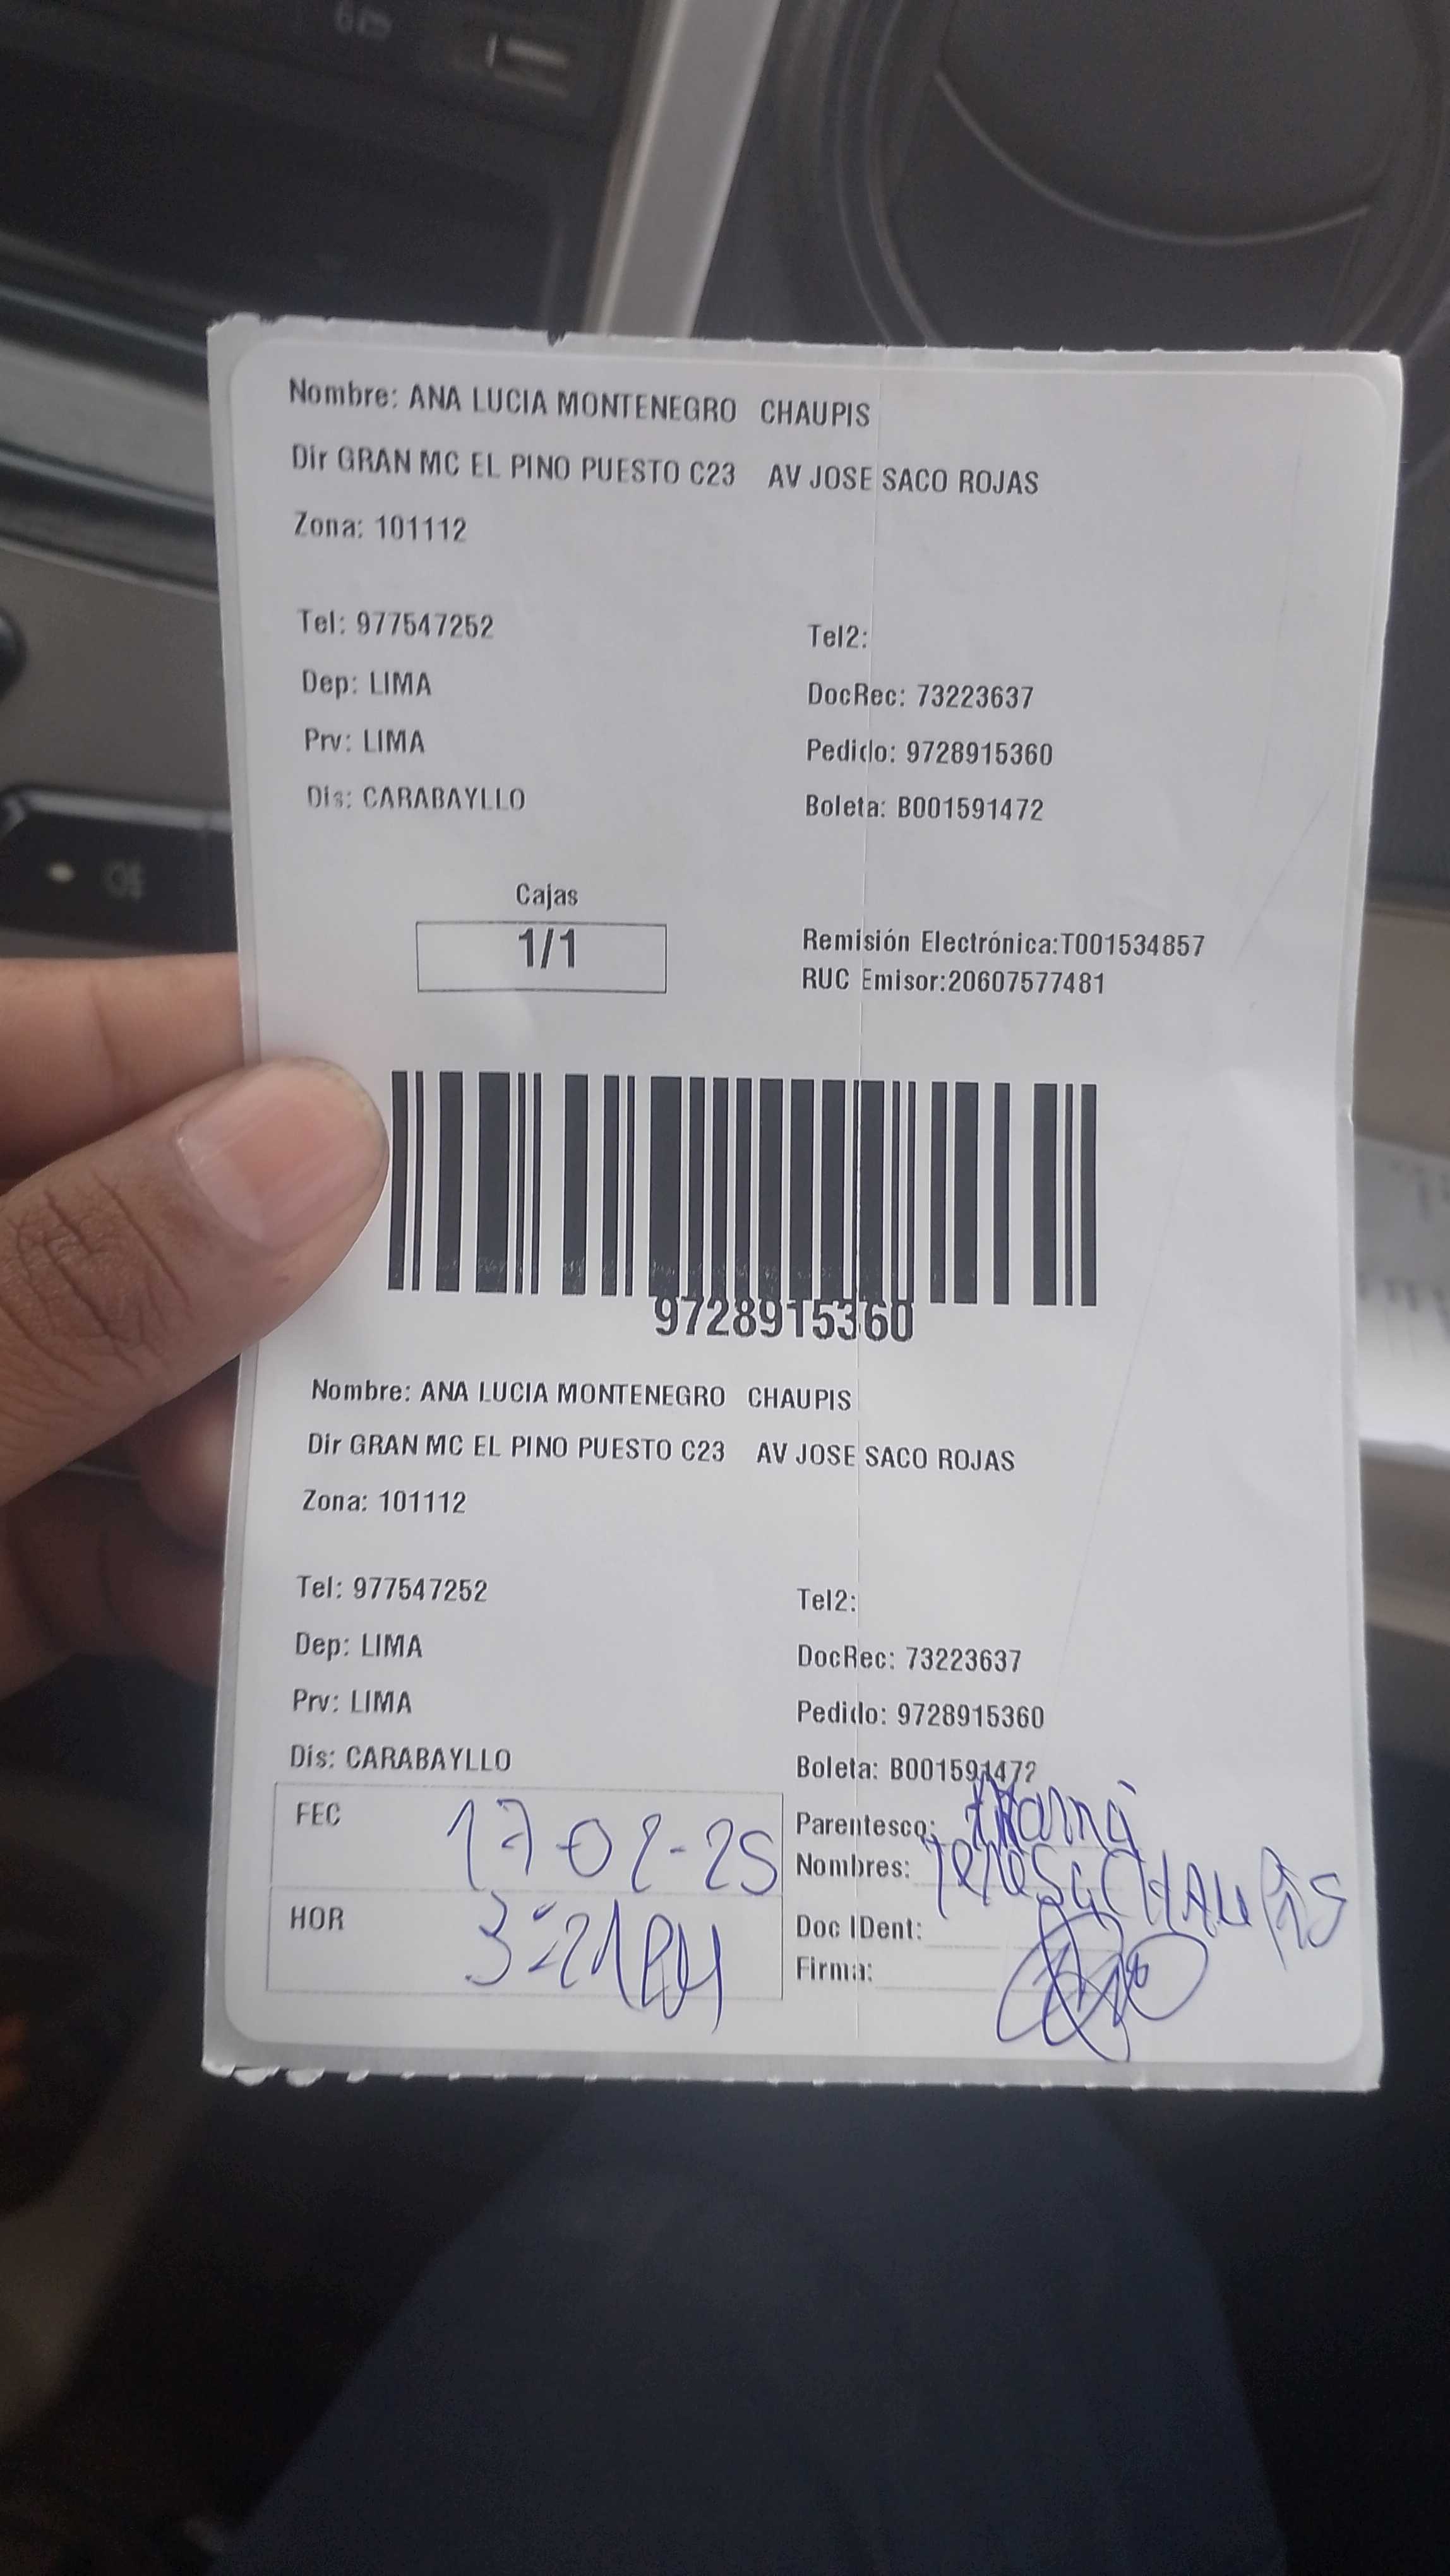 Nombre: ANA LUCIA MONTENEGRO CHAUPIS
Dir GRAN MC EL PINO PUESTO C23 AV JOSE SACO ROJAS
Zona: 101112
Tel: 977547252 Tel2:
Dep: LIMA DocRec: 73223637
Prv: LIMA Pedido: 9728915360
Dis: CARABAYLLO Boleta: B001591472
Cajas
1/1
Remisión Electrónica:T001534857
RUC Emisor:20607577481
9728915360
Nombre: ANA LUCIA MONTENEGRO CHAUPIS
Dir GRAN MC EL PINO PUESTO C23 AV JOSE SACO ROJAS
Zona: 101112
Tel: 977547252 Tel2:
Dep: LIMA DocRec: 73223637
Prv: LIMA Pedido: 9728915360
Dis: CARABAYLLO Boleta: B001591472
FEC 17-02-25 Parentesco: Mamá
Nombres: Teresa CHAUPIS
HOR 3:21PM Doc IDent:
Firma: